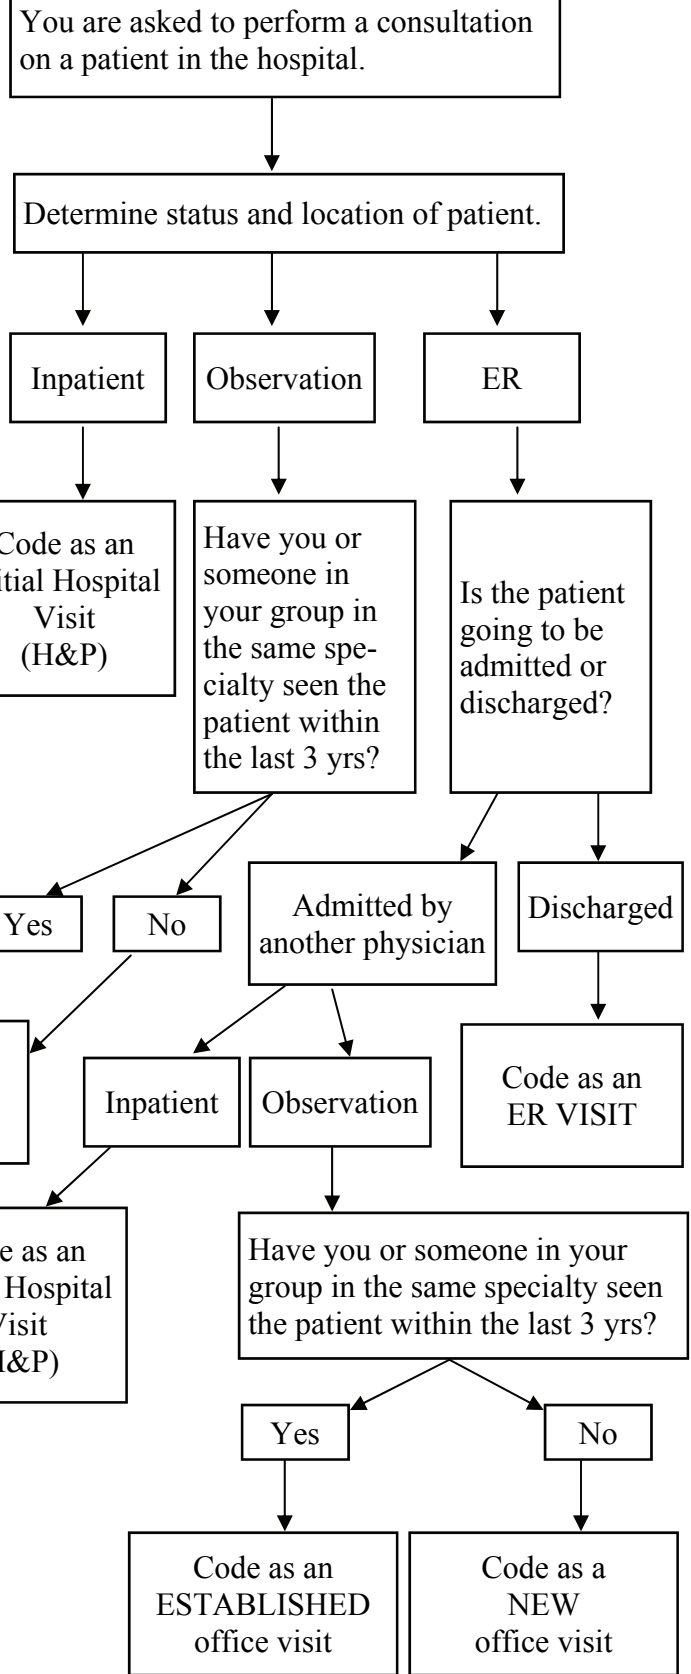 You are asked to perform a consultation
on a patient in the hospital.
Determine status and location of patient.
Inpatient
Observation
ER
Code as an
Hospital
Visit
(H&P)
Have you or
someone in
your group in
the same spe-
cialty seen the
patient within
the last 3 yrs?
Is the patient
going to be
admitted or
discharged?
Yes
No
Admitted by
another physician
Discharged
Inpatient
Observation
Code as an
ER VISIT
as an
Hospital
Have you or someone in your
group in the same specialty seen
the patient within the last 3 yrs?
Yes
No
Code as an
ESTABLISHED
office visit
Code as a
NEW
office visit